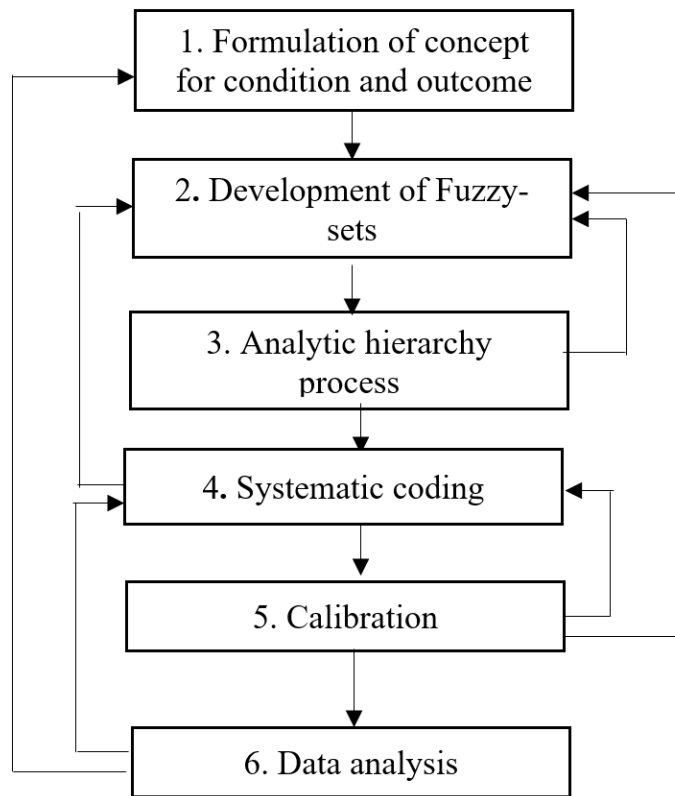 1. Formulation of concept
for condition and outcome
2. Development of Fuzzy-
sets
3. Analytic hierarchy
process
4. Systematic coding
5. Calibration
6. Data analysis